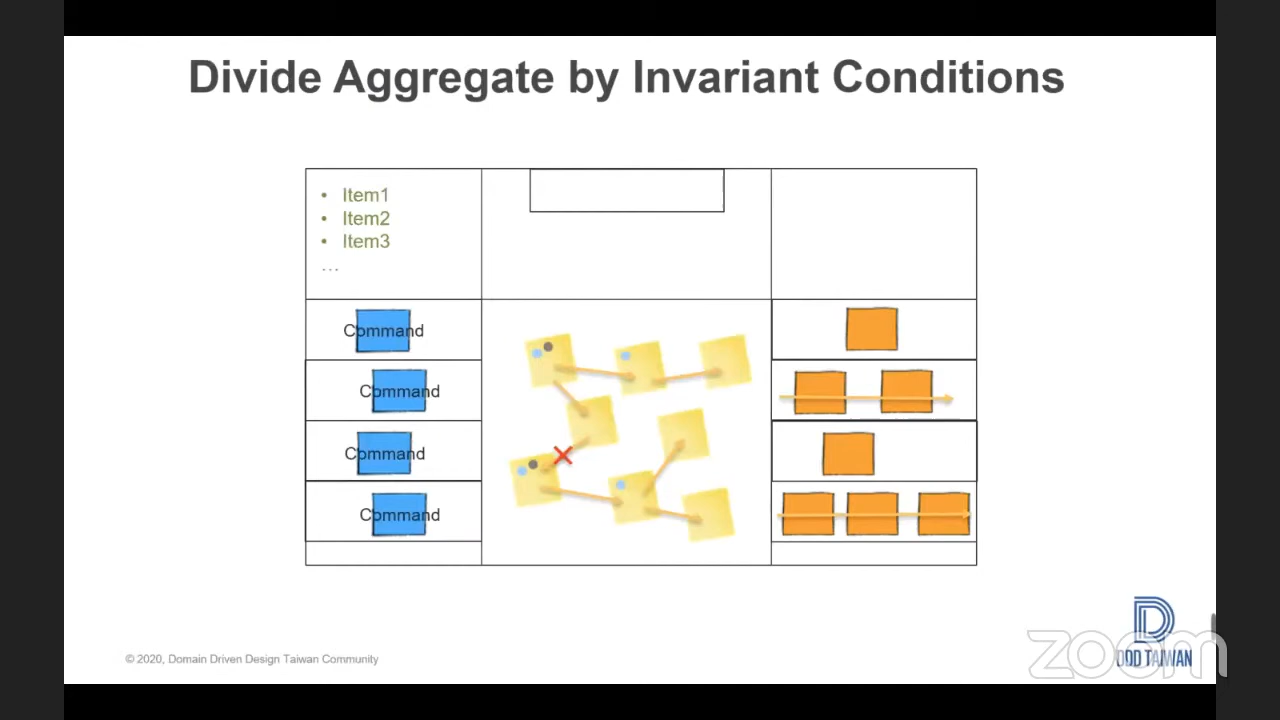 Divide Aggregate by Invariant Conditions
• Item1
• Item2
• Item3
...
Command
Command
Command
Command
© 2020, Domain Driven Design Taiwan Community
DDD TAIWAN
zoom